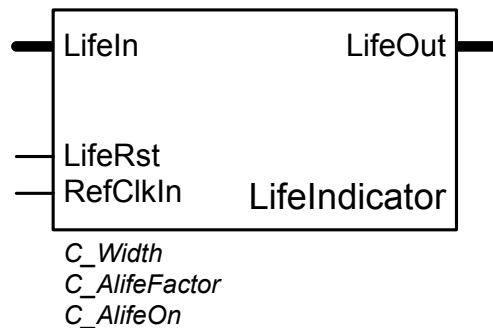 LifeIn LifeOut
LifeRst
RefClkIn LifeIndicator
C_Width
C_AlifeFactor
C_AlifeOn